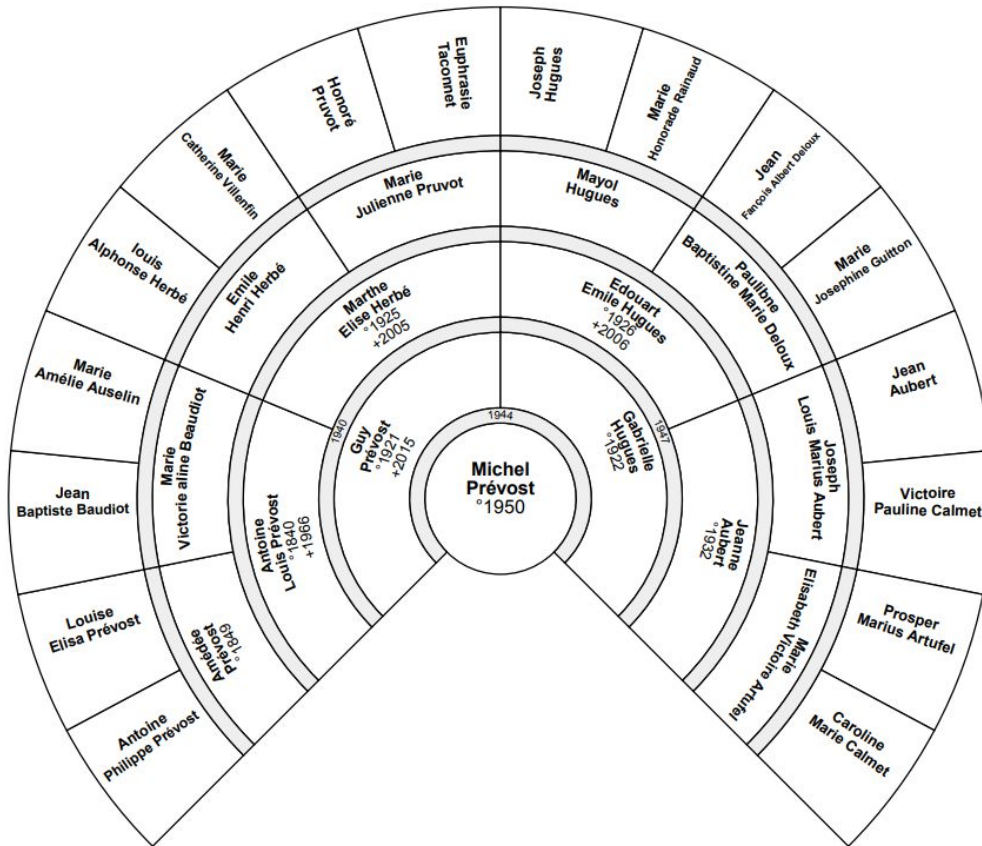 Euphrasie
Taconnet
Joseph
Hugues
Honoré
Pruvot
Marie
Honorade Rainaud
Marie
Catherine Villenfin
Jean
Fançois Albert Deloux
louis
Alphonse Herbé
Marie
Josephine Guitton
Marie
Amélie Auselin
Jean
Aubert
Jean
Baptiste Baudiot
Victoire
Pauline Calmet
Louise
Elisa Prévost
Prosper
Marius Artufel
Antoine
Philippe Prévost
Caroline
Marie Calmet
Marie
Julienne Pruvot
Mayol
Hugues
Emile
Henri Herbé
Paulibne
Baptistine Marie Deloux
Marie
Victorie aline Beaudiot
Joseph
Louis Marius Aubert
Amédée
Prévost
°1849
Marie
Elisabeth Victoire Artufel
Marthe
Elise Herbé
°1925
+2005
Edouart
Emile Hugues
°1926
+2006
Antoine
Louis Prévost
°1840
+1966
Jeanne
Aubert
°1932
1940
1947
Guy
Prévost
°1921
+2015
Gabrielle
Hugues
°1922
1944
Michel
Prévost
°1950